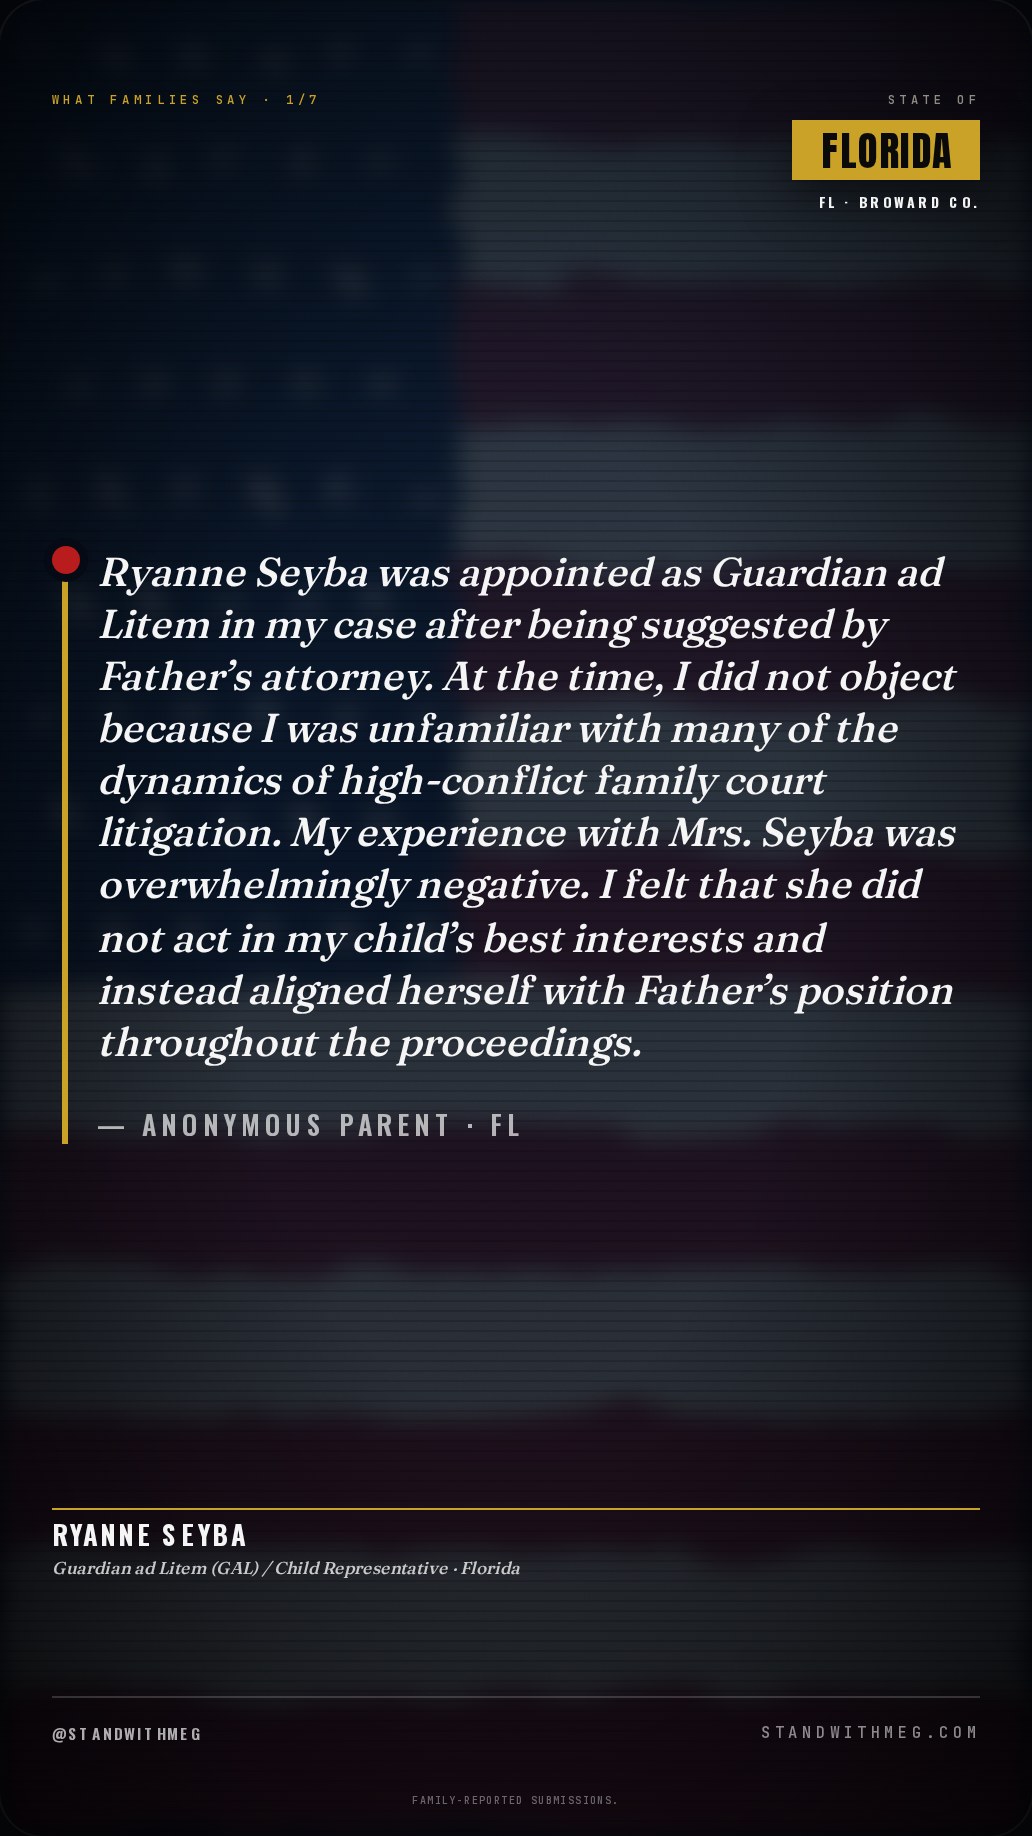 WHAT FAMILIES SAY · 1/7
STATE OF
FLORIDA
FL · BROWARD CO.
Ryanne Seyba was appointed as Guardian ad
Litem in my case after being suggested by
Father’s attorney. At the time, I did not object
because I was unfamiliar with many of the
dynamics of high-conflict family court
litigation. My experience with Mrs. Seyba was
overwhelmingly negative. I felt that she did
not act in my child’s best interests and
instead aligned herself with Father’s position
throughout the proceedings.
— ANONYMOUS PARENT · FL
RYANNE SEYBA
Guardian ad Litem (GAL) / Child Representative · Florida
@STANDWITHMEG
STANDWITHMEG.COM
FAMILY-REPORTED SUBMISSIONS.